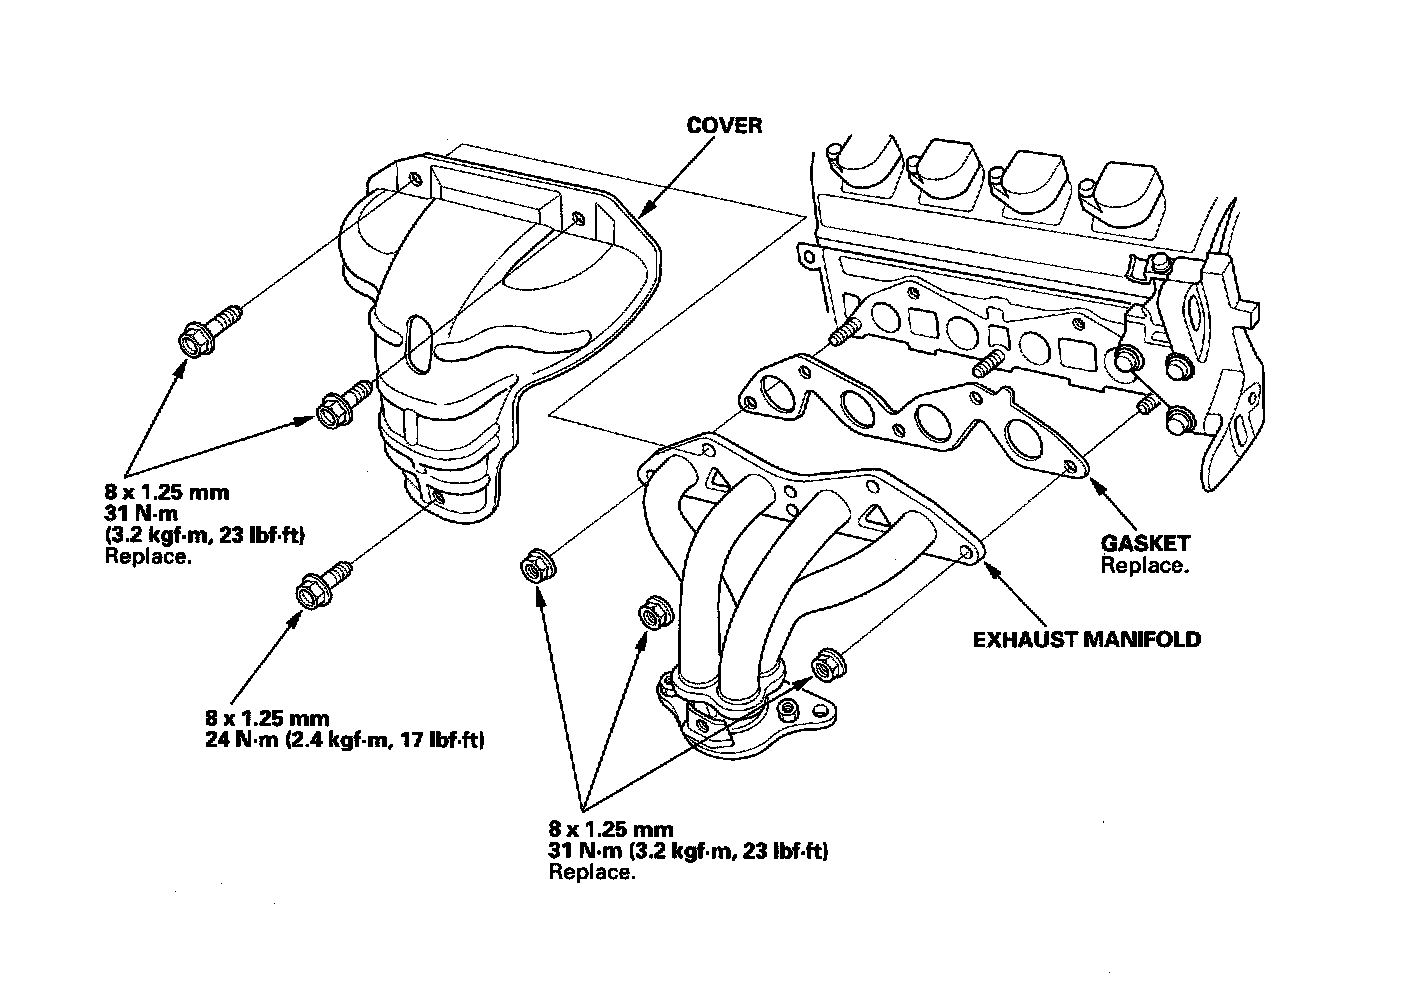 COVER
8 x 1.25 mm
31 N·m
(3.2 kgf·m, 23 lbf·ft)
Replace.
GASKET
Replace.
EXHAUST MANIFOLD
8 x 1.25 mm
24 N·m (2.4 kgf·m, 17 lbf·ft)
8 x 1.25 mm
31 N·m (3.2 kgf·m, 23 lbf·ft)
Replace.